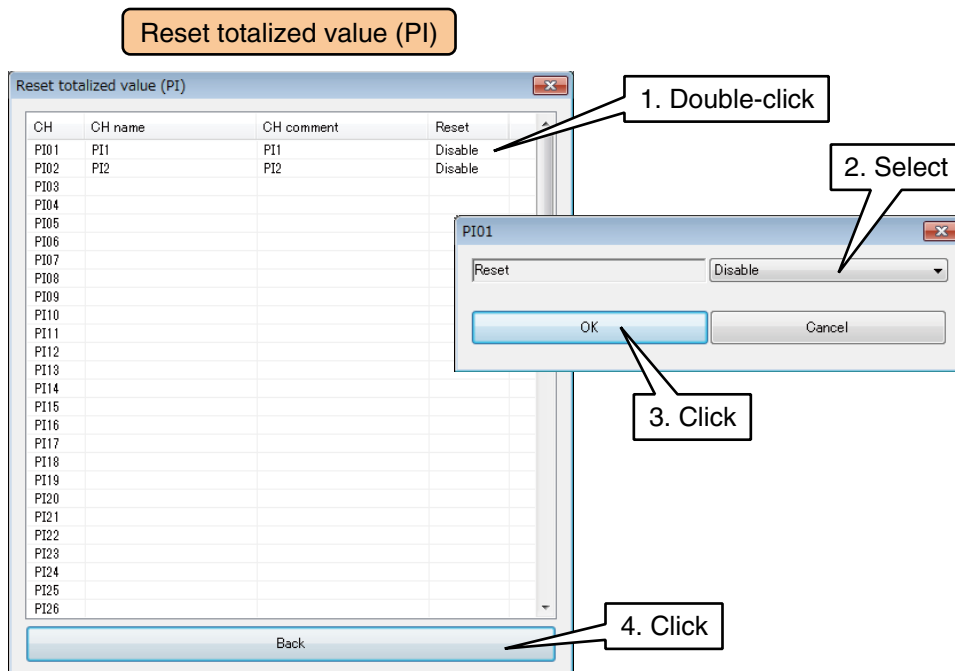 Reset totalized value (PI)
Reset totalized value (PI)
1. Double-click
CH CH name CH comment Reset
PI01 PI1 PI1 Disable
PI02 PI2 PI2 Disable
PI03
PI04
PI05
PI06
PI07
PI08
PI09
PI10
PI11
PI12
PI13
PI14
PI15
PI16
PI17
PI18
PI19
PI20
PI21
PI22
PI23
PI24
PI25
PI26
Back
2. Select
PI01
Reset Disable
OK Cancel
3. Click
4. Click